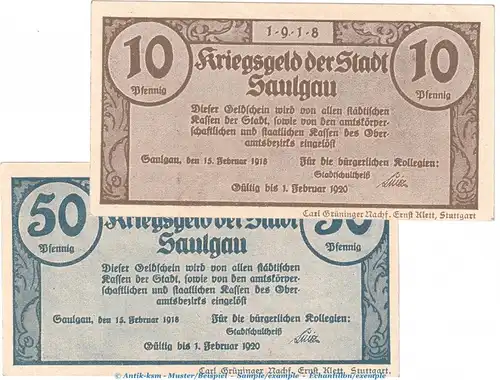 1·9·1·8
10 Kriegsgeld der Stadt 10
Pfennig Saulgau Pfennig
Dieser Geldschein wird von allen städtischen
Kassen der Stadt, sowie von den amtskörper-
schaftlichen und staatlichen Kassen des Ober-
amtsbezirks eingelöst
Saulgau, den 15. Februar 1918 Für die bürgerlichen Kollegien:
Stadtschultheiß
Gültig bis 1. Februar 1920
Carl Grüninger Nachf. Ernst Klett, Stuttgart
50 Kriegsgeld der Stadt 50
Pfennig Saulgau Pfennig
Dieser Geldschein wird von allen städtischen
Kassen der Stadt, sowie von den amtskörper-
schaftlichen und staatlichen Kassen des Ober-
amtsbezirks eingelöst
Saulgau, den 15. Februar 1918 Für die bürgerlichen Kollegien:
Stadtschultheiß
Gültig bis 1. Februar 1920
Carl Grüninger Nachf. Ernst Klett, Stuttgart.
© Antik-ksm - Muster/Beispiel - Sample/example - Echantillon/exemple